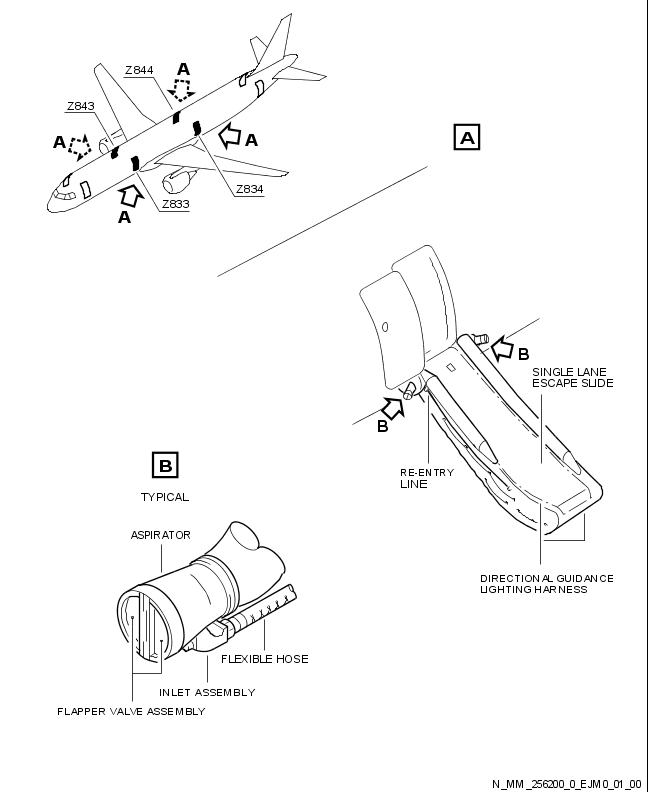 Z844
A
Z843
A
A
A
Z834
Z833
A
B
SINGLE LANE
ESCAPE SLIDE
B
RE-ENTRY
LINE
B
TYPICAL
ASPIRATOR
DIRECTIONAL GUIDANCE
LIGHTING HARNESS
FLEXIBLE HOSE
INLET ASSEMBLY
FLAPPER VALVE ASSEMBLY
N_MM_256200_0_EJM0_01_00